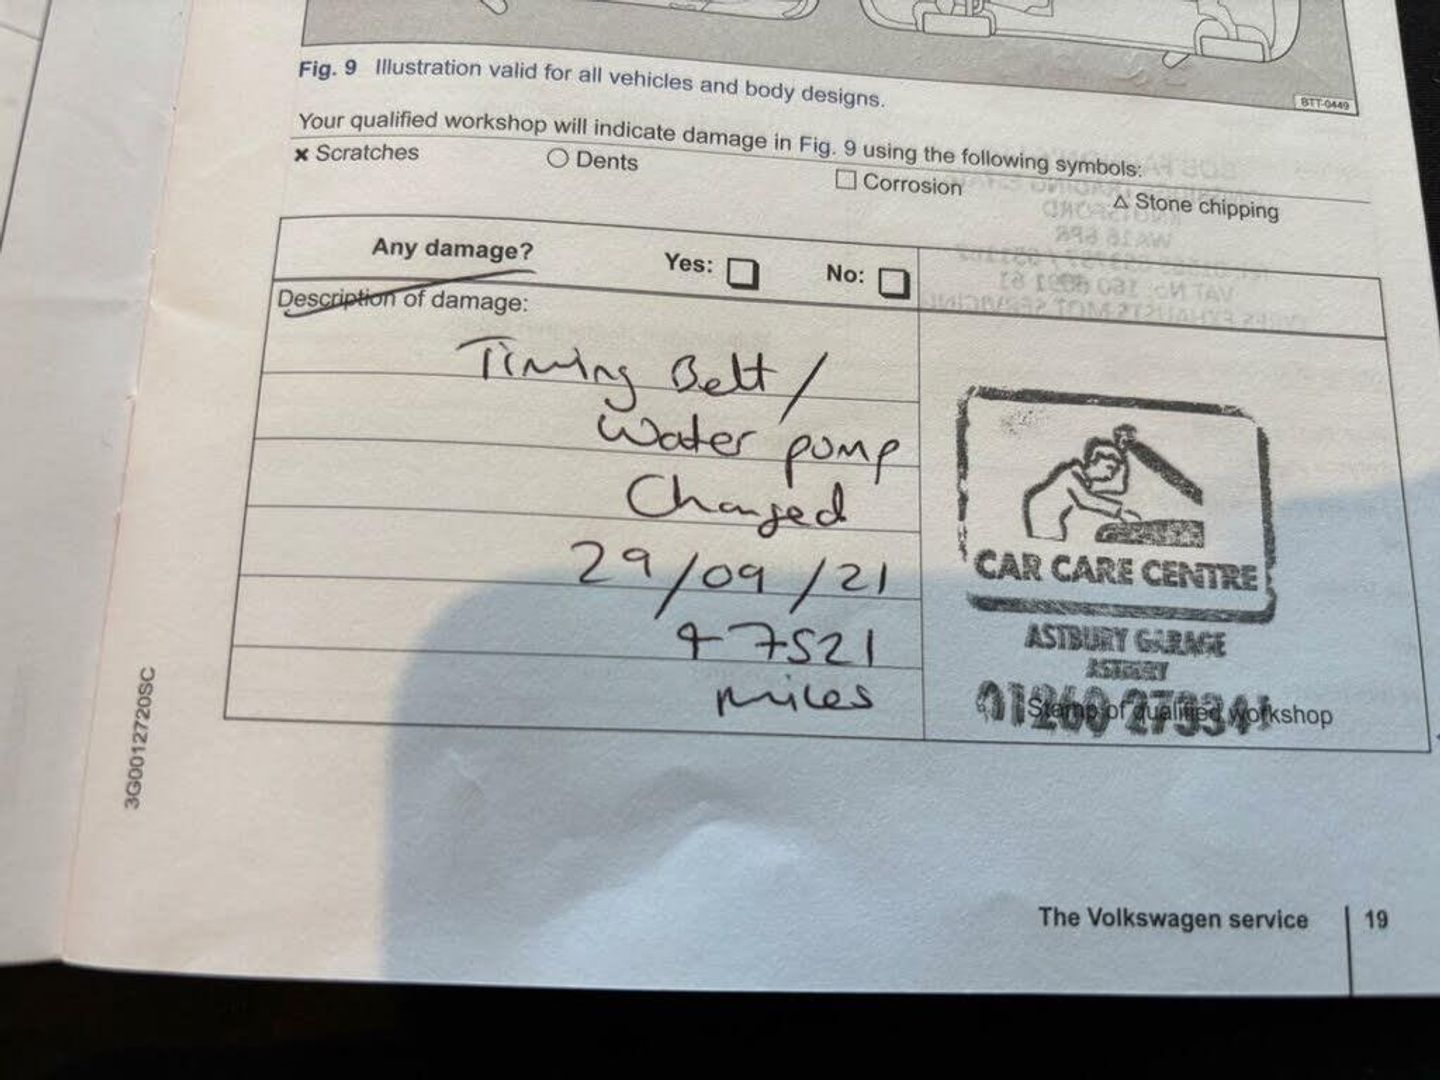 BTT-0449
Fig. 9 Illustration valid for all vehicles and body designs.
Your qualified workshop will indicate damage in Fig. 9 using the following symbols:
× Scratches ○ Dents □ Corrosion △ Stone chipping
Any damage? Yes: □ No: □
Description of damage:
Timing Belt /
Water pump
Changed
29/09/21
47521
miles
CAR CARE CENTRE
ASTBURY GARAGE
ASTBURY
01260 27334
Stamp of qualified workshop
3G0012720SC
The Volkswagen service 19